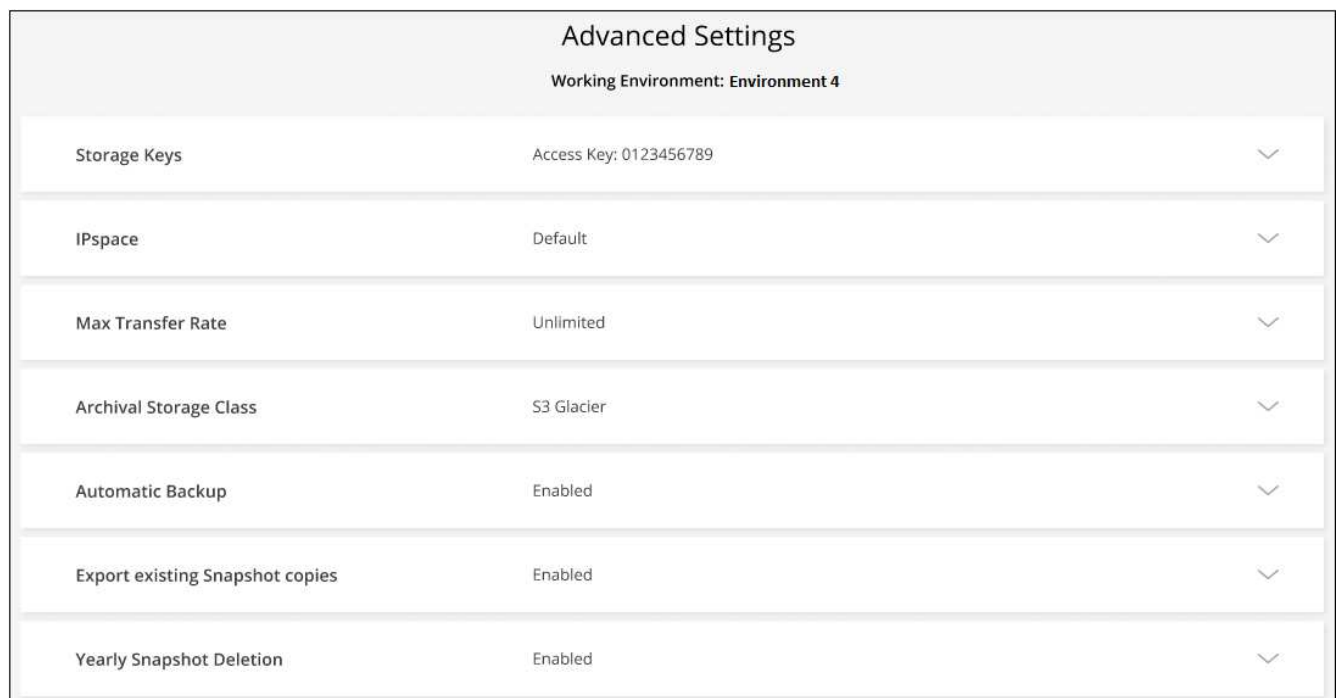 Advanced Settings
Working Environment: Environment 4
Storage Keys Access Key: 0123456789
IPspace Default
Max Transfer Rate Unlimited
Archival Storage Class S3 Glacier
Automatic Backup Enabled
Export existing Snapshot copies Enabled
Yearly Snapshot Deletion Enabled